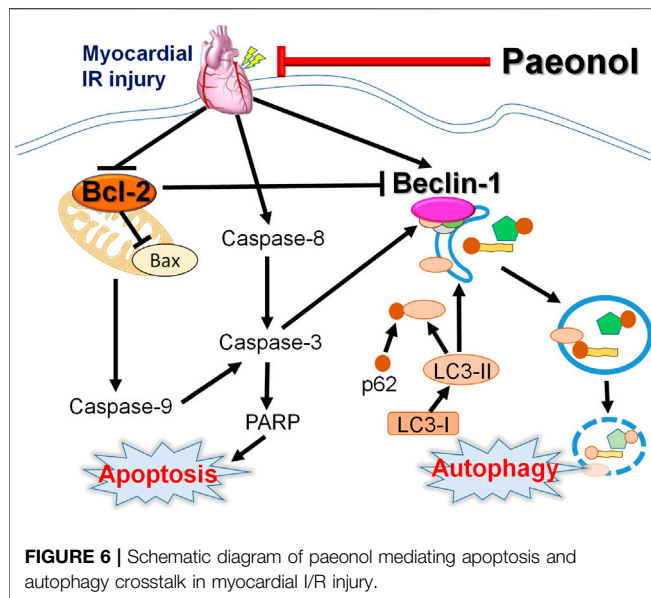 Myocardial
IR injury
Paeonol
Bcl-2
Beclin-1
Bax
Caspase-8
Caspase-3
p62
LC3-II
Caspase-9
PARP
LC3-I
Apoptosis
Autophagy
FIGURE 6 | Schematic diagram of paeonol mediating apoptosis and
autophagy crosstalk in myocardial I/R injury.